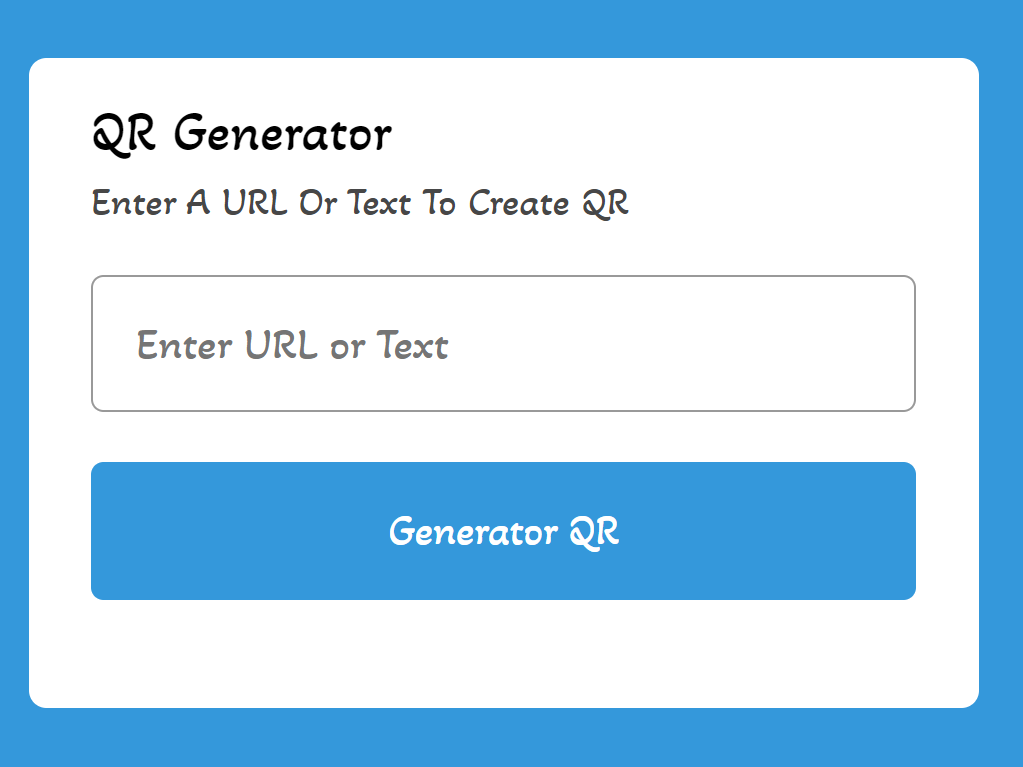 QR Generator
Enter A URL Or Text To Create QR
Enter URL or Text
Generator QR